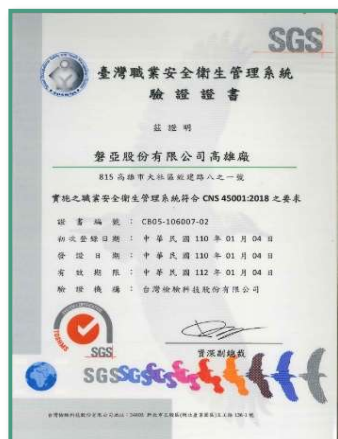 SGS
臺灣職業安全衛生管理系統
驗證證書
茲證明
磐亞股份有限公司高雄廠
815 高雄市大社區經建路八之一號
實施之職業安全衛生管理系統符合 CNS 45001:2018 之要求
證書編號 : CB05-106007-02
初次登錄日期 : 中華民國 110 年 01 月 04 日
發證日期 : 中華民國 110 年 01 月 04 日
有效期限 : 中華民國 112 年 01 月 04 日
驗證機構 : 台灣檢驗科技股份有限公司
SGS
資深副總裁
SGSSGSSGS